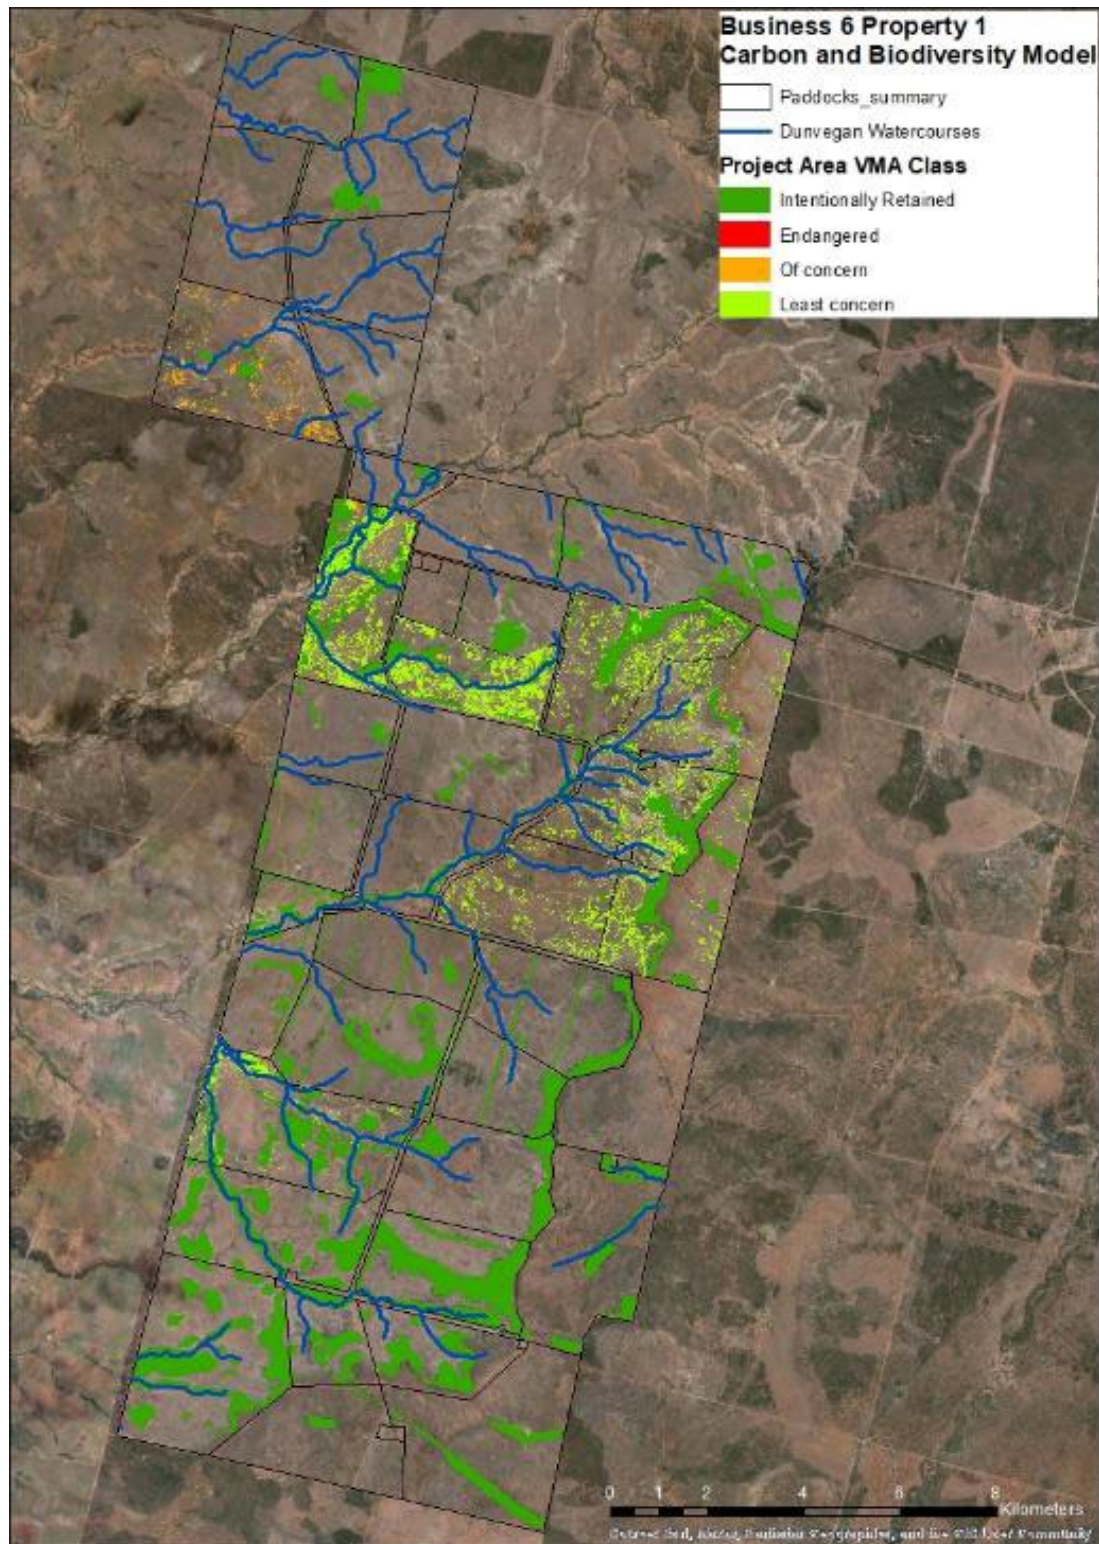 Business 6 Property 1
Carbon and Biodiversity Model
Paddocks_summary
Dunvegan Watercourses
Project Area VMA Class
Intentionally Retained
Endangered
Of concern
Least concern
0 1 2 4 6 8
Kilometers